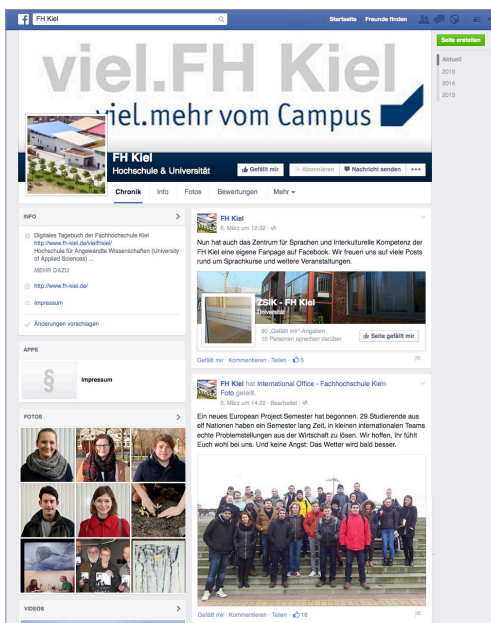 FH Kiel
Startseite Freunde finden
Seite erstellen
Aktuell
2015
2014
2013
viel.FH Kiel
viel.mehr vom Campus
FH Kiel
Hochschule & Universität
Gefällt mir
Abonnieren
Nachricht senden
Chronik Info Fotos Bewertungen Mehr
INFO
Digitales Tagebuch der Fachhochschule Kiel
http://www.fh-kiel.de/vielfhkiel/
Hochschule für Angewandte Wissenschaften (University
of Applied Sciences) ...
MEHR DAZU
http://www.fh-kiel.de/
Impressum
Änderungen vorschlagen
APPS
§
Impressum
FOTOS
VIDEOS
FH Kiel
6. März um 12:32 ·
Nun hat auch das Zentrum für Sprachen und Interkulturelle Kompetenz der
FH Kiel eine eigene Fanpage auf Facebook. Wir freuen uns auf viele Posts
rund um Sprachkurse und weitere Veranstaltungen.
ZSIK - FH Kiel
Universität
90 „Gefällt mir“-Angaben
10 Personen sprechen darüber
Seite gefällt mir
Gefällt mir · Kommentieren · Teilen · 5
FH Kiel hat International Office - Fachhochschule Kiels
Foto geteilt.
5. März um 14:22 · Bearbeitet ·
Ein neues European Project Semester hat begonnen. 29 Studierende aus
elf Nationen haben ein Semester lang Zeit, in kleinen internationalen Teams
echte Problemstellungen aus der Wirtschaft zu lösen. Wir hoffen, Ihr fühlt
Euch wohl bei uns. Und keine Angst: Das Wetter wird bald besser.
Gefällt mir · Kommentieren · Teilen · 16